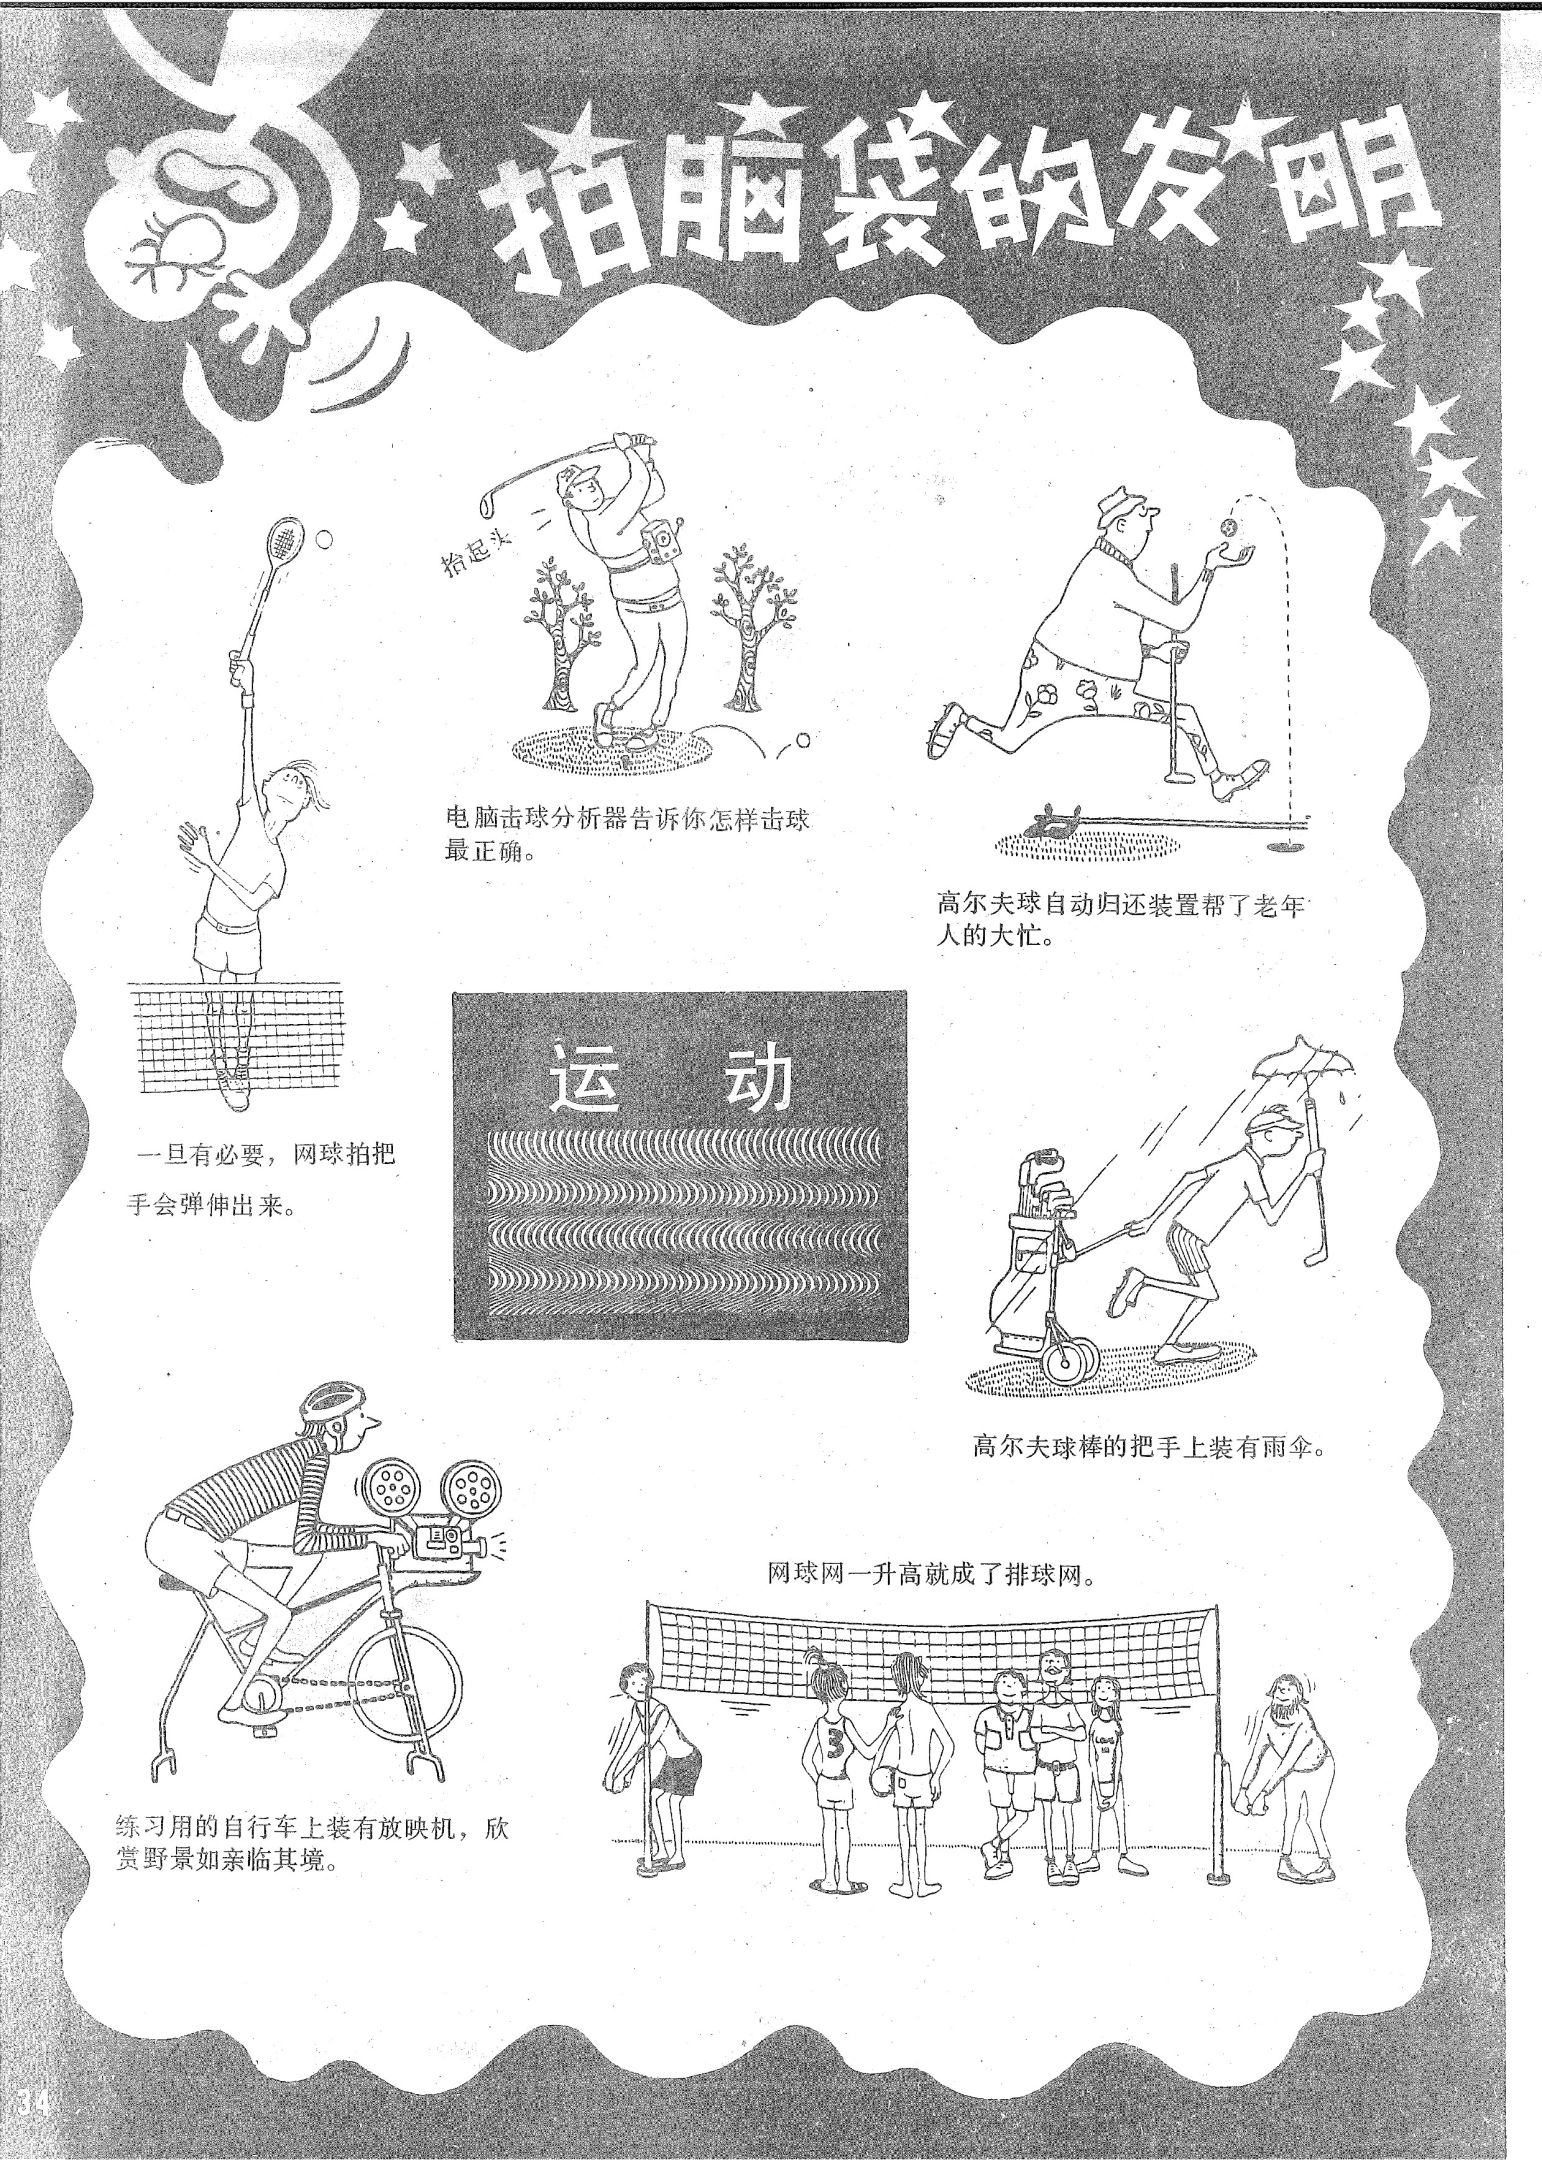 拍脑袋的发明
抬起头
电脑击球分析器告诉你怎样击球
最正确。
高尔夫球自动归还装置帮了老年
人的大忙。
一旦有必要，网球拍把
手会弹伸出来。
运动
高尔夫球棒的把手上装有雨伞。
网球网一升高就成了排球网。
3
练习用的自行车上装有放映机，欣
赏野景如亲临其境。
34